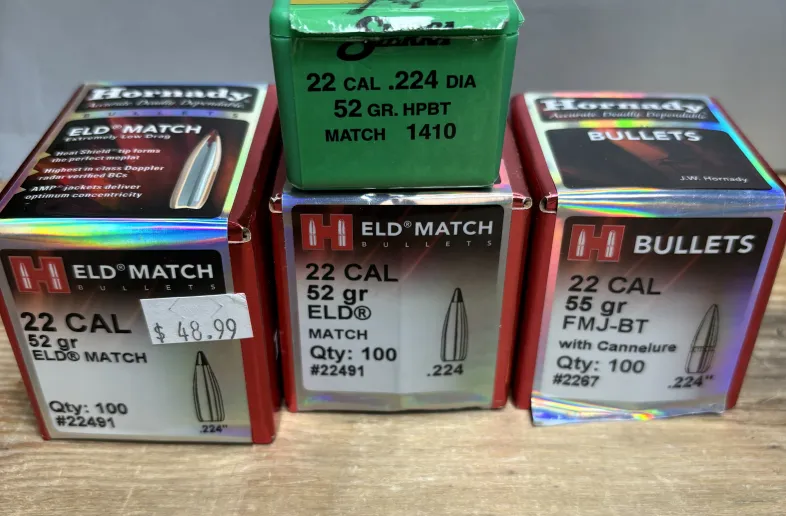 SIERRA
22 CAL .224 DIA
52 GR. HPBT
MATCH 1410
Hornady
Accurate. Deadly. Dependable.
BULLETS
ELD® MATCH
Extremely Low Drag
Heat Shield® tip forms
the perfect meplat
Highest-in-class Doppler
radar verified BCs
AMP® jackets deliver
optimum concentricity
H ELD® MATCH
BULLETS
22 CAL
52 gr
ELD® MATCH
$ 48.99
Qty: 100
#22491
.224"
H ELD® MATCH
BULLETS
22 CAL
52 gr
ELD®
MATCH
Qty: 100
#22491
.224
Hornady
Accurate. Deadly. Dependable.
BULLETS
J.W. Hornady
H BULLETS
22 CAL
55 gr
FMJ-BT
with Cannelure
Qty: 100
#2267
.224"